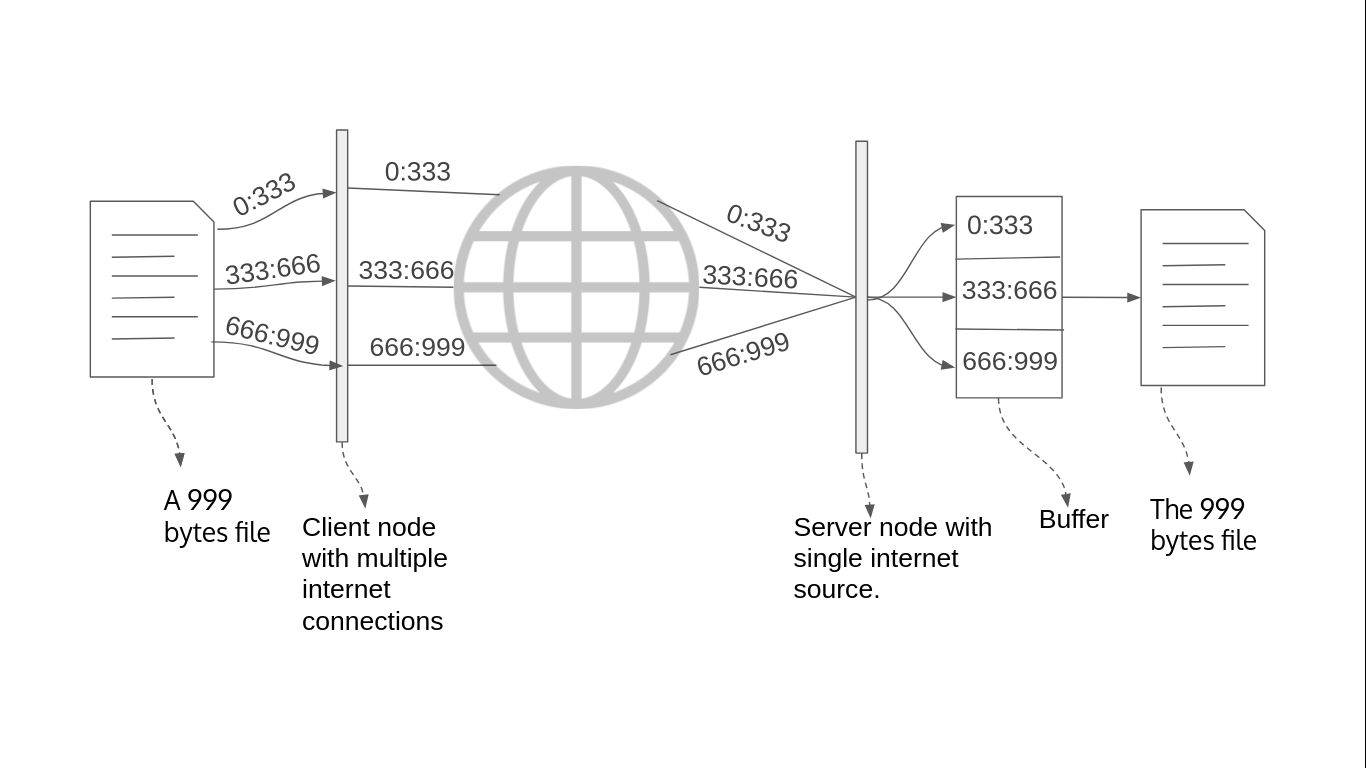 0:333
333:666
666:999
0:333
333:666
666:999
0:333
333:666
666:999
0:333
333:666
666:999
A 999
bytes file
Client node
with multiple
internet
connections
Server node with
single internet
source.
Buffer
The 999
bytes file